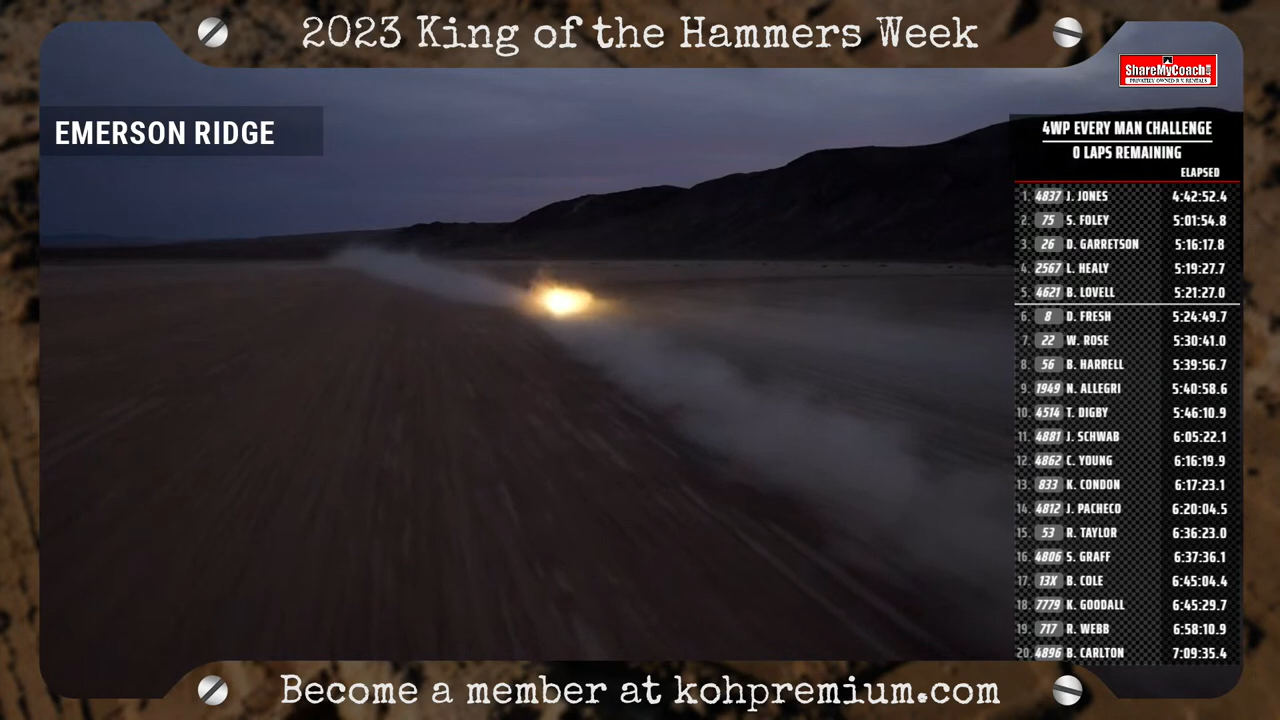 2023 King of the Hammers Week
ShareMyCoach.com
PRIVATELY OWNED R.V. RENTALS
EMERSON RIDGE
4WP EVERY MAN CHALLENGE
0 LAPS REMAINING
ELAPSED
1. 4837 J. JONES 4:42:52.4
2. 75 S. FOLEY 5:01:54.8
3. 26 D. GARRETSON 5:16:17.8
4. 2567 L. HEALY 5:19:27.7
5. 4621 B. LOVELL 5:21:27.0
6. 8 D. FRESH 5:24:49.7
7. 22 W. ROSE 5:30:41.0
8. 56 B. HARRELL 5:39:56.7
9. 1949 N. ALLEGRI 5:40:58.6
10. 4514 T. DIGBY 5:46:10.9
11. 4881 J. SCHWAB 6:05:22.1
12. 4862 C. YOUNG 6:16:19.9
13. 833 K. CONDON 6:17:23.1
14. 4812 J. PACHECO 6:20:04.5
15. 53 R. TAYLOR 6:36:23.0
16. 4806 S. GRAFF 6:37:36.1
17. 13X B. COLE 6:45:04.4
18. 7779 K. GOODALL 6:45:29.7
19. 717 R. WEBB 6:58:10.9
20. 4896 B. CARLTON 7:09:35.4
Become a member at kohpremium.com